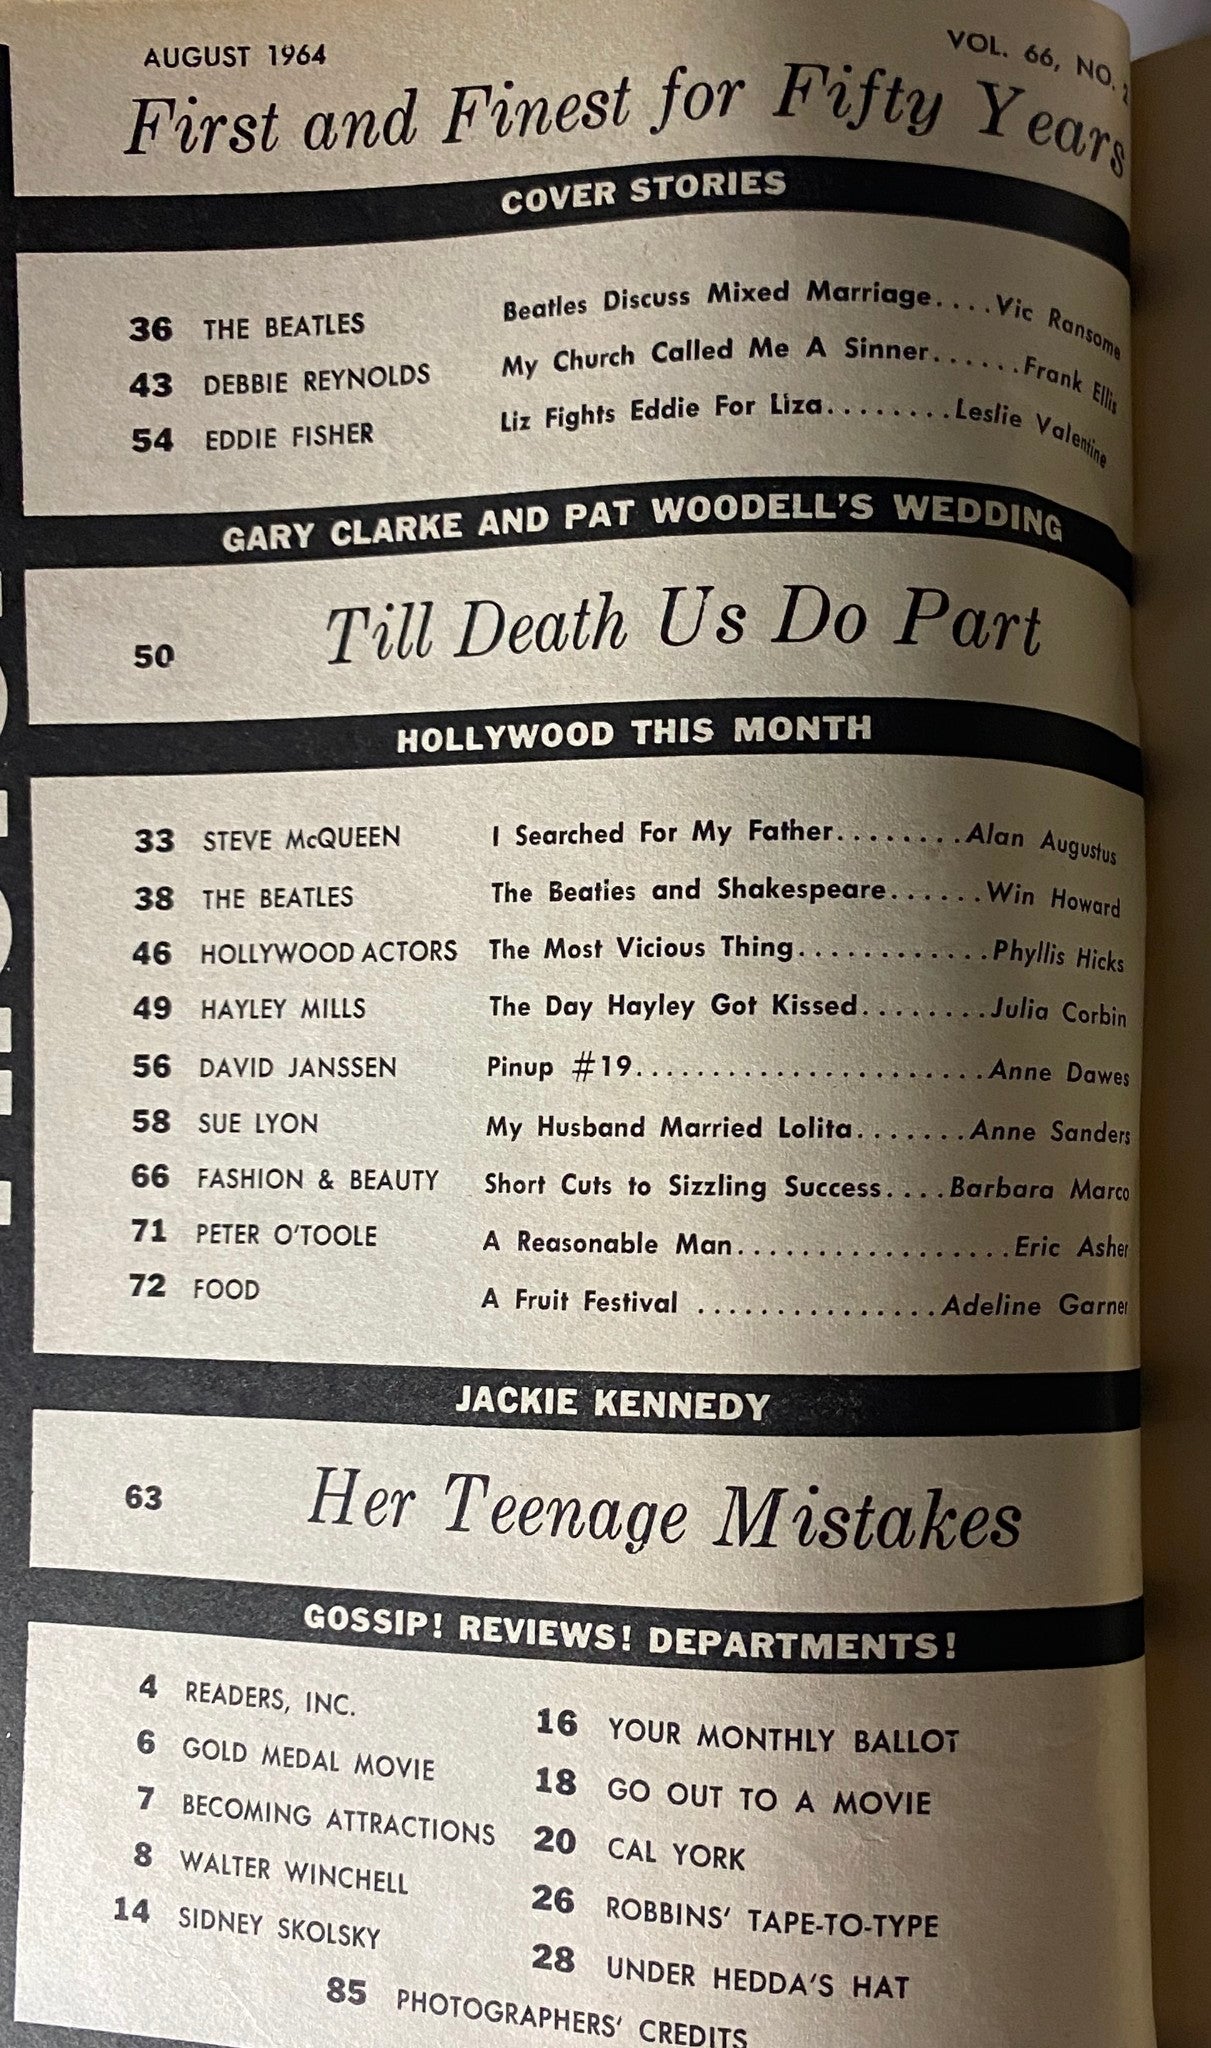 AUGUST 1964
VOL. 66, NO. 2
First and Finest for Fifty Years
COVER STORIES
36 THE BEATLES Beatles Discuss Mixed Marriage....Vic Ransome
43 DEBBIE REYNOLDS My Church Called Me A Sinner......Frank Ellis
54 EDDIE FISHER Liz Fights Eddie For Liza........Leslie Valentine
GARY CLARKE AND PAT WOODELL'S WEDDING
50 Till Death Us Do Part
HOLLYWOOD THIS MONTH
33 STEVE McQUEEN I Searched For My Father........Alan Augustus
38 THE BEATLES The Beatles and Shakespeare......Win Howard
46 HOLLYWOOD ACTORS The Most Vicious Thing............Phyllis Hicks
49 HAYLEY MILLS The Day Hayley Got Kissed........Julia Corbin
56 DAVID JANSSEN Pinup #19......................Anne Dawes
58 SUE LYON My Husband Married Lolita.......Anne Sanders
66 FASHION & BEAUTY Short Cuts to Sizzling Success....Barbara Marco
71 PETER O'TOOLE A Reasonable Man.................Eric Asher
72 FOOD A Fruit Festival ...............Adeline Garner
JACKIE KENNEDY
63 Her Teenage Mistakes
GOSSIP! REVIEWS! DEPARTMENTS!
4 READERS, INC.
6 GOLD MEDAL MOVIE
7 BECOMING ATTRACTIONS
8 WALTER WINCHELL
14 SIDNEY SKOLSKY
16 YOUR MONTHLY BALLOT
18 GO OUT TO A MOVIE
20 CAL YORK
26 ROBBINS' TAPE-TO-TYPE
28 UNDER HEDDA'S HAT
85 PHOTOGRAPHERS' CREDITS